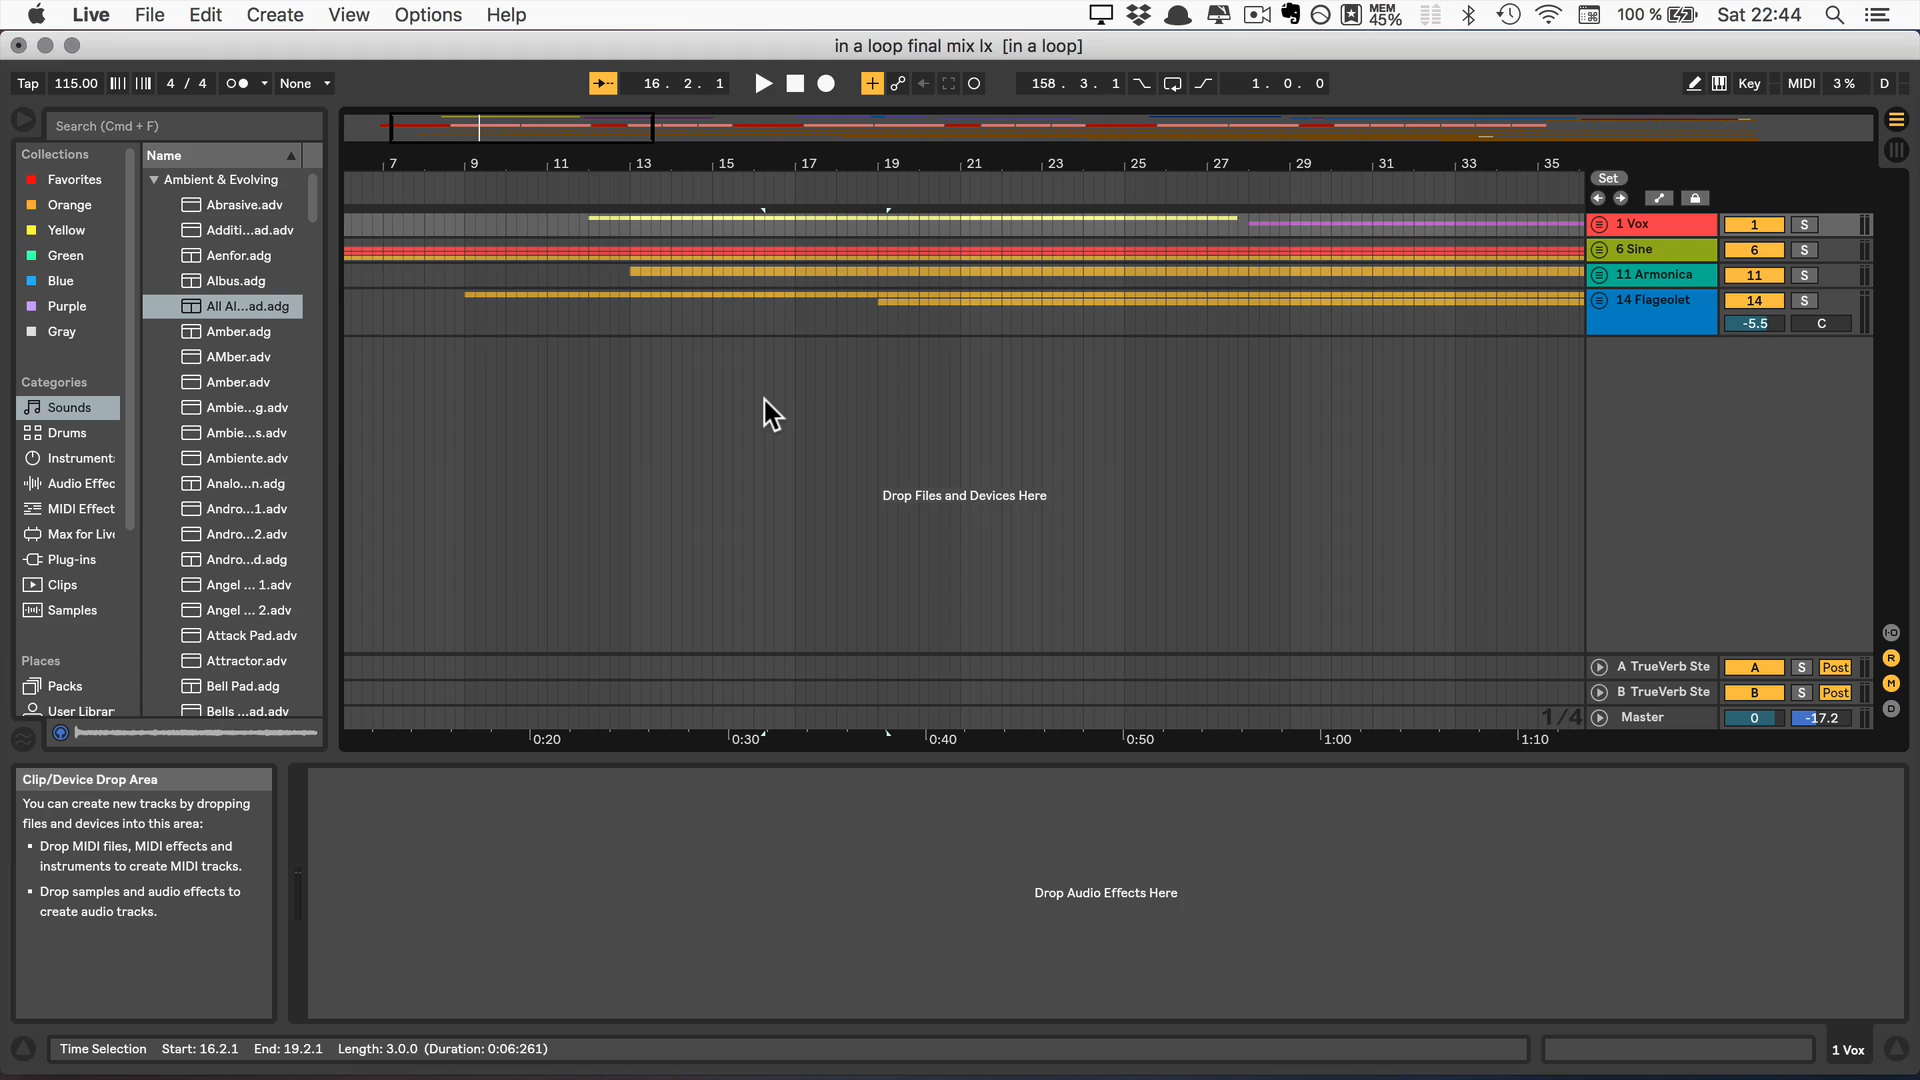 Live File Edit Create View Options Help MEM 45% 100 % Sat 22:44
in a loop final mix lx [in a loop]
Tap 115.00 4 / 4 None 16. 2. 1 158. 3. 1 1. 0. 0 Key MIDI 3 % D
Search (Cmd + F)
Collections
Favorites
Orange
Yellow
Green
Blue
Purple
Gray
Categories
Sounds
Drums
Instrument
Audio Effec
MIDI Effect
Max for Liv
Plug-ins
Clips
Samples
Places
Packs
User Librar
Name
Ambient & Evolving
Abrasive.adv
Additi...ad.adv
Aenfor.adg
Albus.adg
All Al...ad.adg
Amber.adg
AMber.adv
Amber.adv
Ambie...g.adv
Ambie...s.adv
Ambiente.adv
Analo...n.adg
Andro...1.adv
Andro...2.adv
Andro...d.adg
Angel ... 1.adv
Angel ... 2.adv
Attack Pad.adv
Attractor.adv
Bell Pad.adg
Bells ...ad.adv
7 9 11 13 15 17 19 21 23 25 27 29 31 33 35
Set
1 Vox 1 S
6 Sine 6 S
11 Armonica 11 S
14 Flageolet 14 S
-5.5 C
Drop Files and Devices Here
A TrueVerb Ste A S Post
B TrueVerb Ste B S Post
1/4 Master 0 -17.2
I·O
R
M
D
0:20 0:30 0:40 0:50 1:00 1:10
Clip/Device Drop Area
You can create new tracks by dropping
files and devices into this area:
▪ Drop MIDI files, MIDI effects and
instruments to create MIDI tracks.
▪ Drop samples and audio effects to
create audio tracks.
Drop Audio Effects Here
Time Selection Start: 16.2.1 End: 19.2.1 Length: 3.0.0 (Duration: 0:06:261)
1 Vox